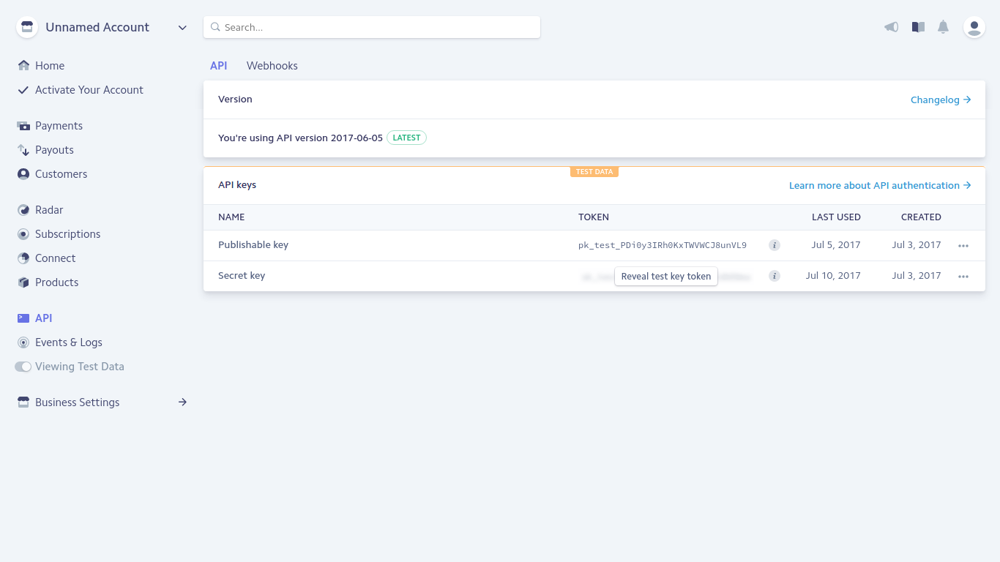 Unnamed Account
Search...
Home
Activate Your Account
Payments
Payouts
Customers
Radar
Subscriptions
Connect
Products
API
Events & Logs
Viewing Test Data
Business Settings
API Webhooks
Version Changelog
You're using API version 2017-06-05 LATEST
TEST DATA
API keys Learn more about API authentication
NAME TOKEN LAST USED CREATED
Publishable key pk_test_PDi0y3IRh0KxTWVWCJ8unVL9 Jul 5, 2017 Jul 3, 2017
Secret key Reveal test key token Jul 10, 2017 Jul 3, 2017